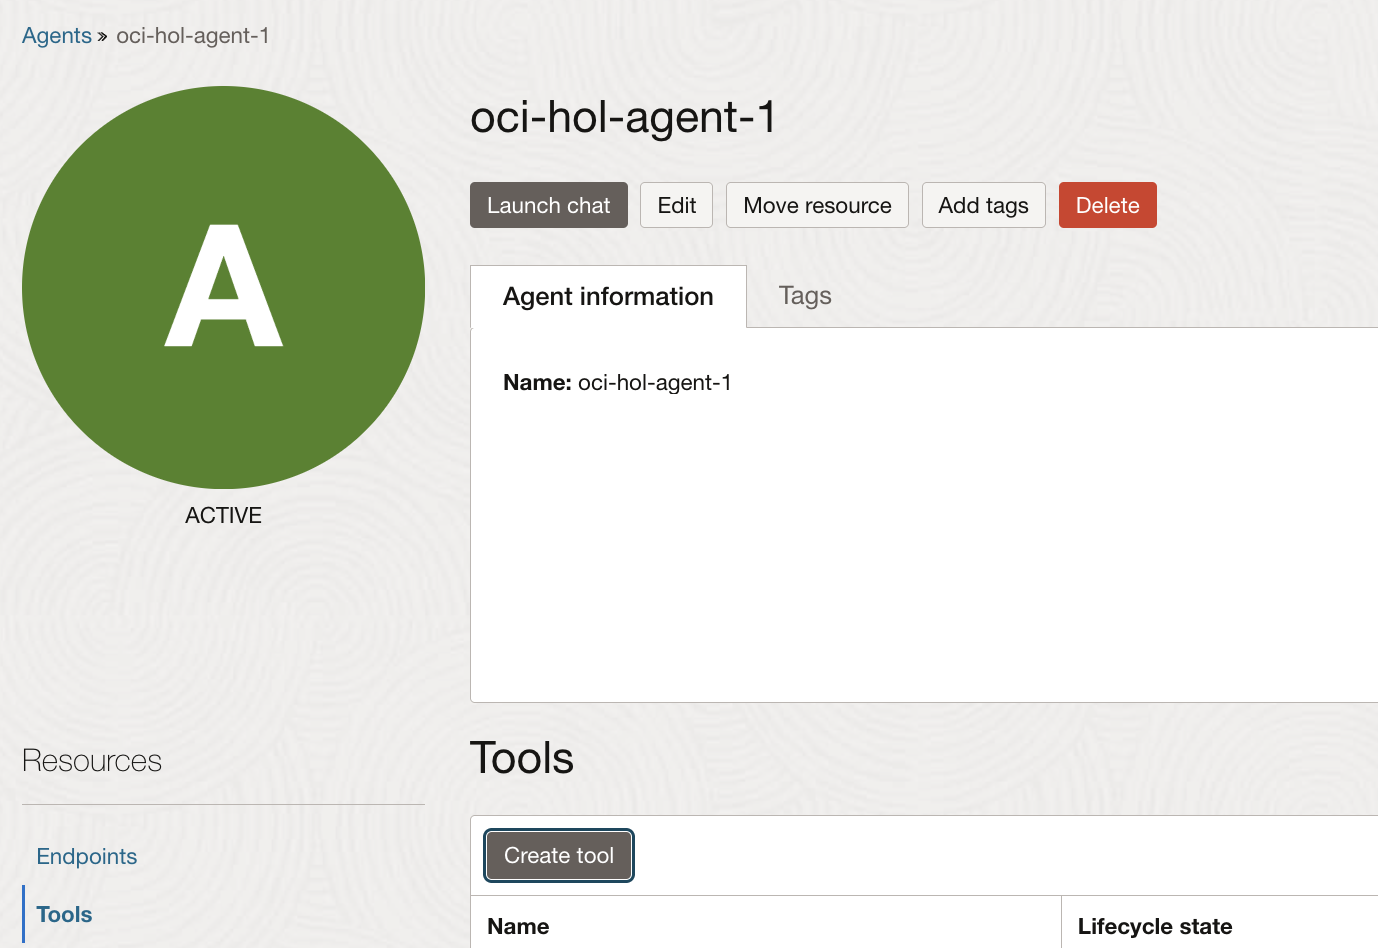 Agents » oci-hol-agent-1
A
ACTIVE
oci-hol-agent-1
Launch chat Edit Move resource Add tags Delete
Agent information Tags
Name: oci-hol-agent-1
Resources
Endpoints
Tools
Tools
Create tool
Name Lifecycle state